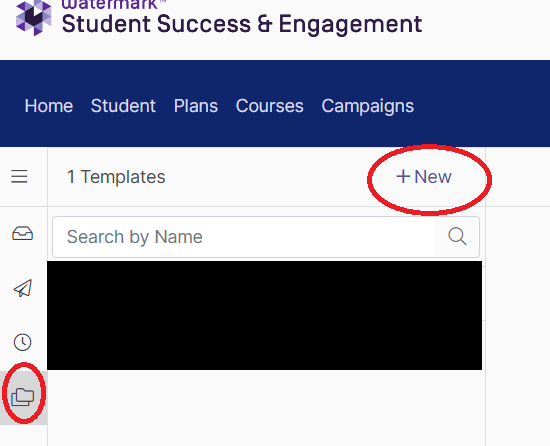 watermark™
Student Success & Engagement
Home Student Plans Courses Campaigns
1 Templates +New
Search by Name